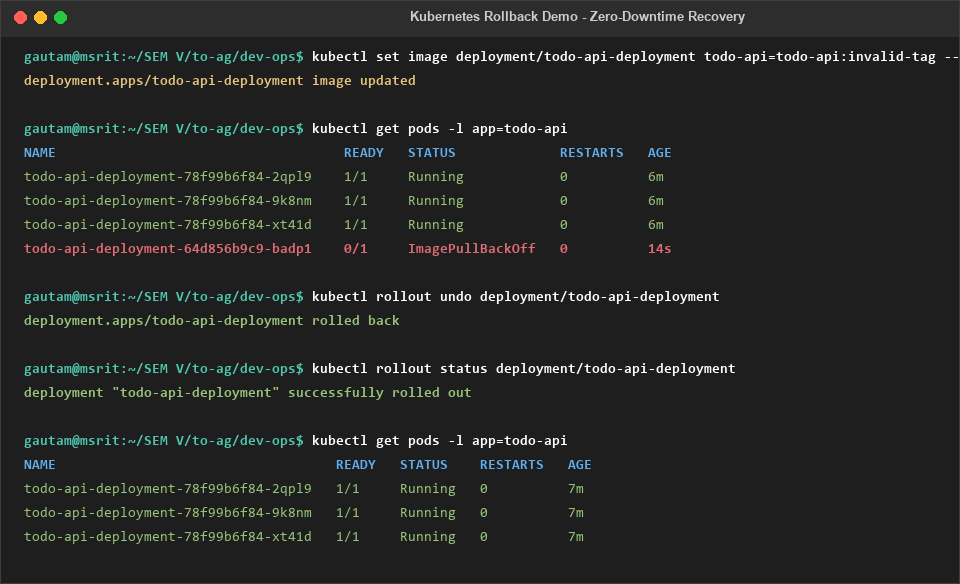 Kubernetes Rollback Demo - Zero-Downtime Recovery
gautam@msrit:~/SEM V/to-ag/dev-ops$ kubectl set image deployment/todo-api-deployment todo-api=todo-api:invalid-tag --
deployment.apps/todo-api-deployment image updated
gautam@msrit:~/SEM V/to-ag/dev-ops$ kubectl get pods -l app=todo-api
NAME READY STATUS RESTARTS AGE
todo-api-deployment-78f99b6f84-2qpl9 1/1 Running 0 6m
todo-api-deployment-78f99b6f84-9k8nm 1/1 Running 0 6m
todo-api-deployment-78f99b6f84-xt41d 1/1 Running 0 6m
todo-api-deployment-64d856b9c9-badp1 0/1 ImagePullBackOff 0 14s
gautam@msrit:~/SEM V/to-ag/dev-ops$ kubectl rollout undo deployment/todo-api-deployment
deployment.apps/todo-api-deployment rolled back
gautam@msrit:~/SEM V/to-ag/dev-ops$ kubectl rollout status deployment/todo-api-deployment
deployment "todo-api-deployment" successfully rolled out
gautam@msrit:~/SEM V/to-ag/dev-ops$ kubectl get pods -l app=todo-api
NAME READY STATUS RESTARTS AGE
todo-api-deployment-78f99b6f84-2qpl9 1/1 Running 0 7m
todo-api-deployment-78f99b6f84-9k8nm 1/1 Running 0 7m
todo-api-deployment-78f99b6f84-xt41d 1/1 Running 0 7m